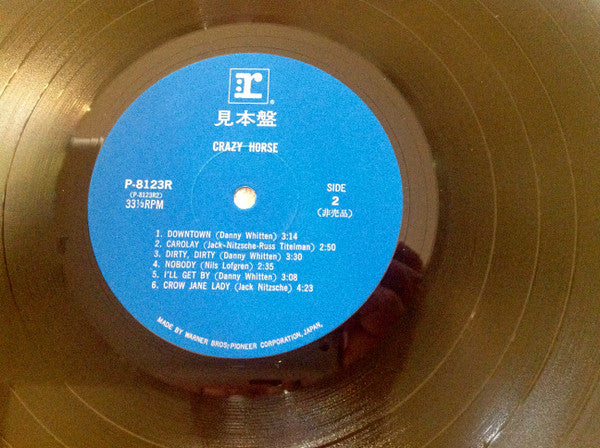 :r
®
見本盤
CRAZY HORSE
P-8123R
(P-8123R2)
33⅓RPM
SIDE
2
(非売品)
1. DOWNTOWN (Danny Whitten) 3:14
2. CAROLAY (Jack-Nitzsche-Russ Titelman) 2:50
3. DIRTY, DIRTY (Danny Whitten) 3:30
4. NOBODY (Nils Lofgren) 2:35
5. I'LL GET BY (Danny Whitten) 3:08
6. CROW JANE LADY (Jack Nitzsche) 4:23
MADE BY WARNER BROS; PIONEER CORPORATION, JAPAN.